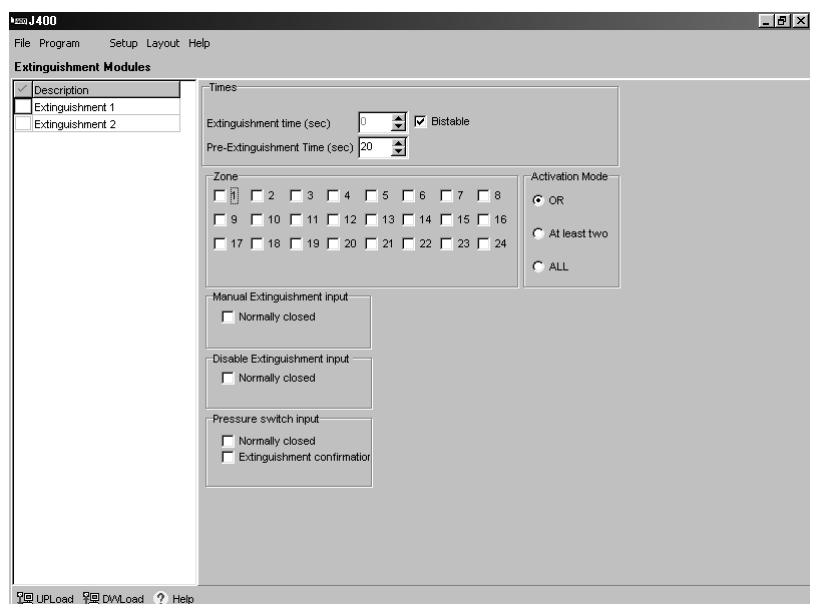 J400
File Program Setup Layout Help
Extinguishment Modules
Description
Extinguishment 1
Extinguishment 2
Times
Extinguishment time (sec) 0 Bistable
Pre-Extinguishment Time (sec) 20
Zone
1 2 3 4 5 6 7 8
9 10 11 12 13 14 15 16
17 18 19 20 21 22 23 24
Activation Mode
OR
At least two
ALL
Manual Extinguishment input
Normally closed
Disable Extinguishment input
Normally closed
Pressure switch input
Normally closed
Extinguishment confirmation
UPLoad DWLoad ? Help